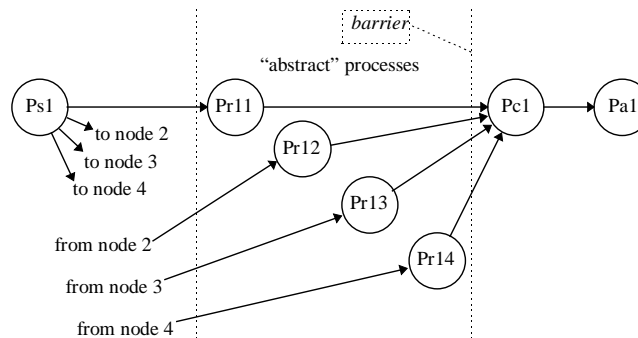 barrier
“abstract” processes
Ps1
Pr11
Pc1
Pa1
to node 2
to node 3
to node 4
Pr12
Pr13
from node 2
Pr14
from node 3
from node 4